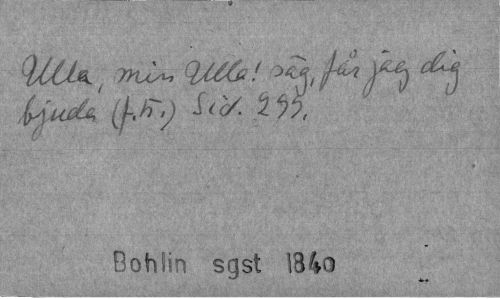 Ulla, min Ulla! säg, får jag dig
bjuda (f.n.) Sid. 295.
Bohlin sgst 1840